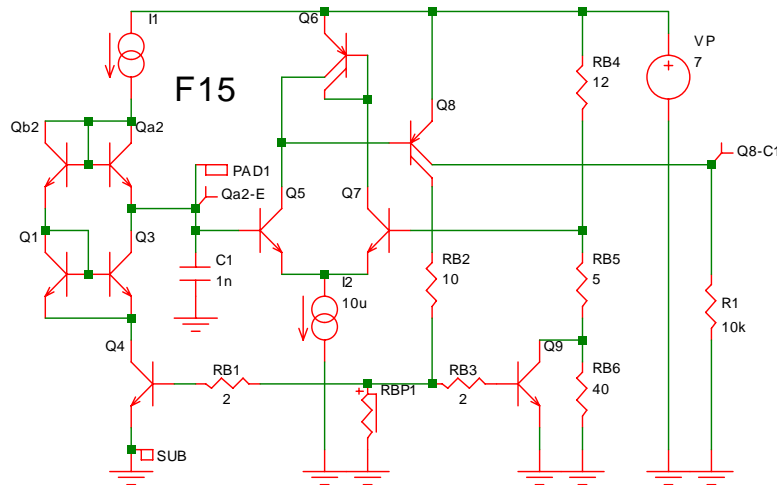 I1
Q6
VP
7
RB4
12
F15
Qb2
Qa2
Q8
PAD1
Q8-C1
Qa2-E
Q5
Q7
Q1
Q3
C1
1n
I2
10u
RB2
10
RB5
5
R1
10k
Q4
RB1
2
RBP1
RB3
2
Q9
RB6
40
SUB